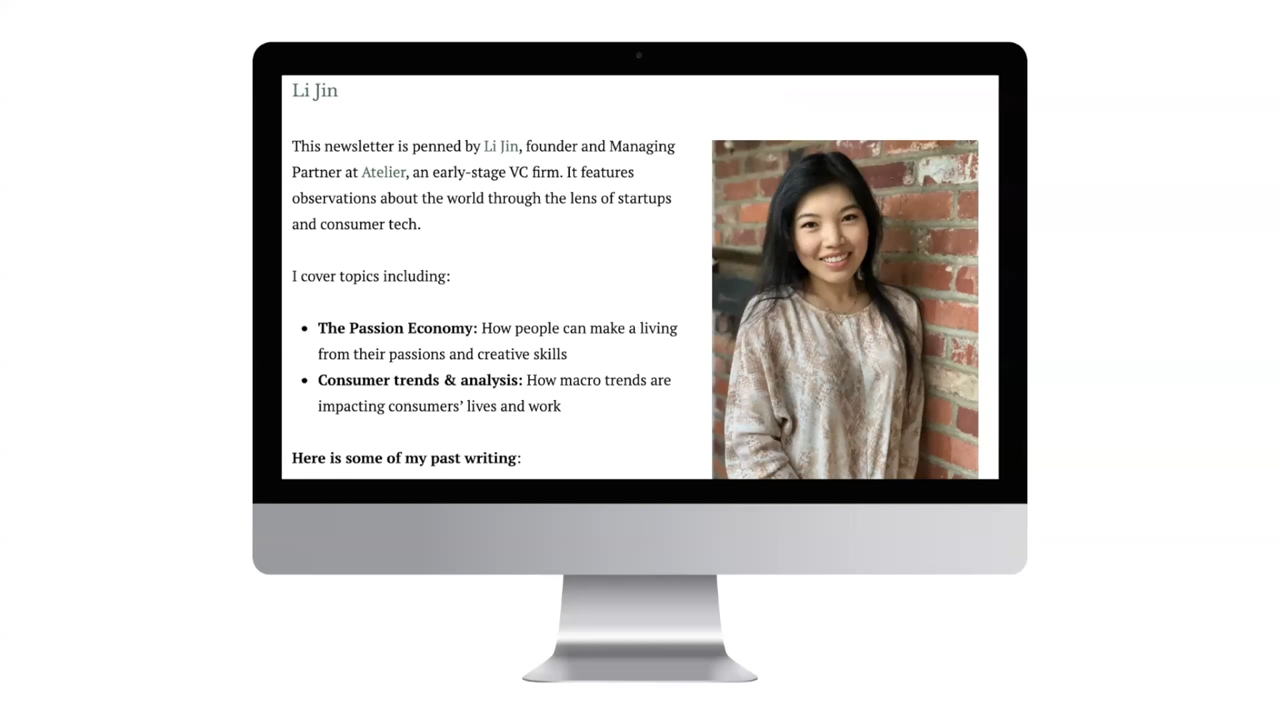 Li Jin
This newsletter is penned by Li Jin, founder and Managing
Partner at Atelier, an early-stage VC firm. It features
observations about the world through the lens of startups
and consumer tech.
I cover topics including:
• The Passion Economy: How people can make a living
from their passions and creative skills
• Consumer trends & analysis: How macro trends are
impacting consumers’ lives and work
Here is some of my past writing: